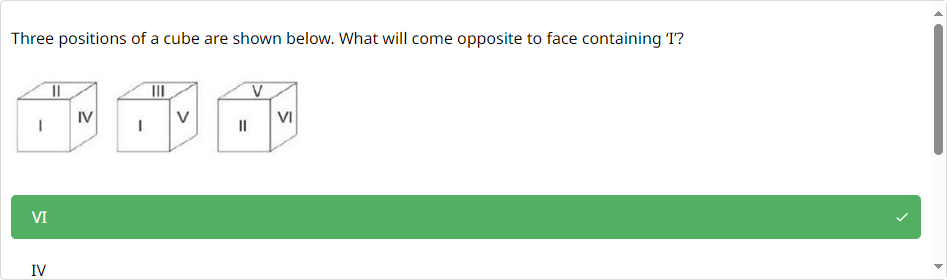 Three positions of a cube are shown below. What will come opposite to face containing ‘I’?
II III V
I IV I V II VI
VI
IV